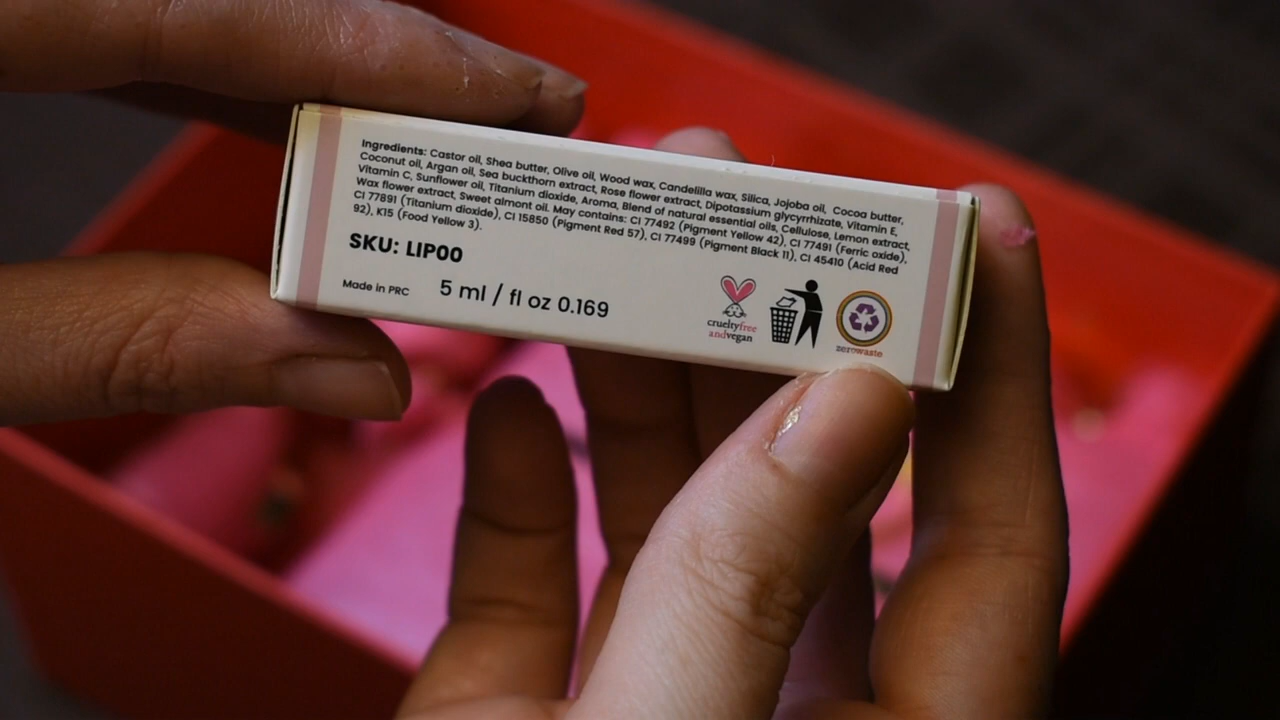 Ingredients: Castor oil, Shea butter, Olive oil, Wood wax, Candelilla wax, Silica, Jojoba oil, Cocoa butter,
Coconut oil, Argan oil, Sea buckthorn extract, Rose flower extract, Dipotassium glycyrrhizate, Vitamin E,
Vitamin C, Sunflower oil, Titanium dioxide, Aroma, Blend of natural essential oils, Cellulose, Lemon extract,
Wax flower extract, Sweet almond oil. May contains: CI 77492 (Pigment Yellow 42), CI 77491 (Ferric oxide),
CI 77891 (Titanium dioxide), CI 15850 (Pigment Red 57), CI 77499 (Pigment Black 11), CI 45410 (Acid Red
92), K15 (Food Yellow 3).
SKU: LIP00
Made in PRC
5 ml / fl oz 0.169
crueltyfree
andvegan
zerowaste